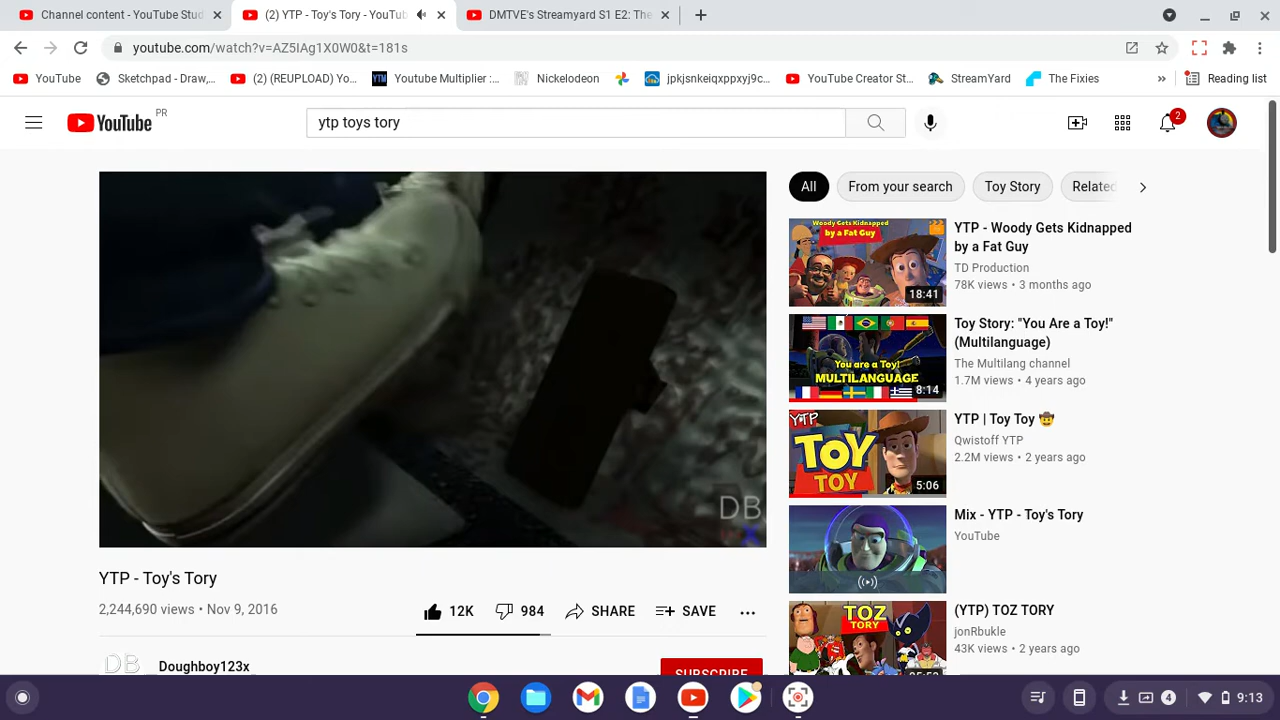 Channel content - YouTube Stud
(2) YTP - Toy's Tory - YouTub
DMTVE's Streamyard S1 E2: The
youtube.com/watch?v=AZ5IAg1X0W0&t=181s
YouTube
Sketchpad - Draw,...
(2) (REUPLOAD) Yo...
YTM
Youtube Multiplier :...
Nickelodeon
jpkjsnkeiqxppxyj9c...
YouTube Creator St...
StreamYard
The Fixies
»
Reading list
YouTube PR
ytp toys tory
2
All
From your search
Toy Story
Related
DB
X
Woody Gets Kidnapped
by a Fat Guy
18:41
YTP - Woody Gets Kidnapped
by a Fat Guy
TD Production
78K views • 3 months ago
You are a Toy!
MULTILANGUAGE
8:14
Toy Story: "You Are a Toy!"
(Multilanguage)
The Multilang channel
1.7M views • 4 years ago
YTP
TOY
TOY
5:06
YTP | Toy Toy 🤠
Qwistoff YTP
2.2M views • 2 years ago
Mix - YTP - Toy's Tory
YouTube
TOZ
TORY
(YTP) TOZ TORY
jonRbukle
43K views • 2 years ago
YTP - Toy's Tory
2,244,690 views • Nov 9, 2016
12K
984
SHARE
SAVE
DB
Doughboy123x
SUBSCRIBE
4
9:13